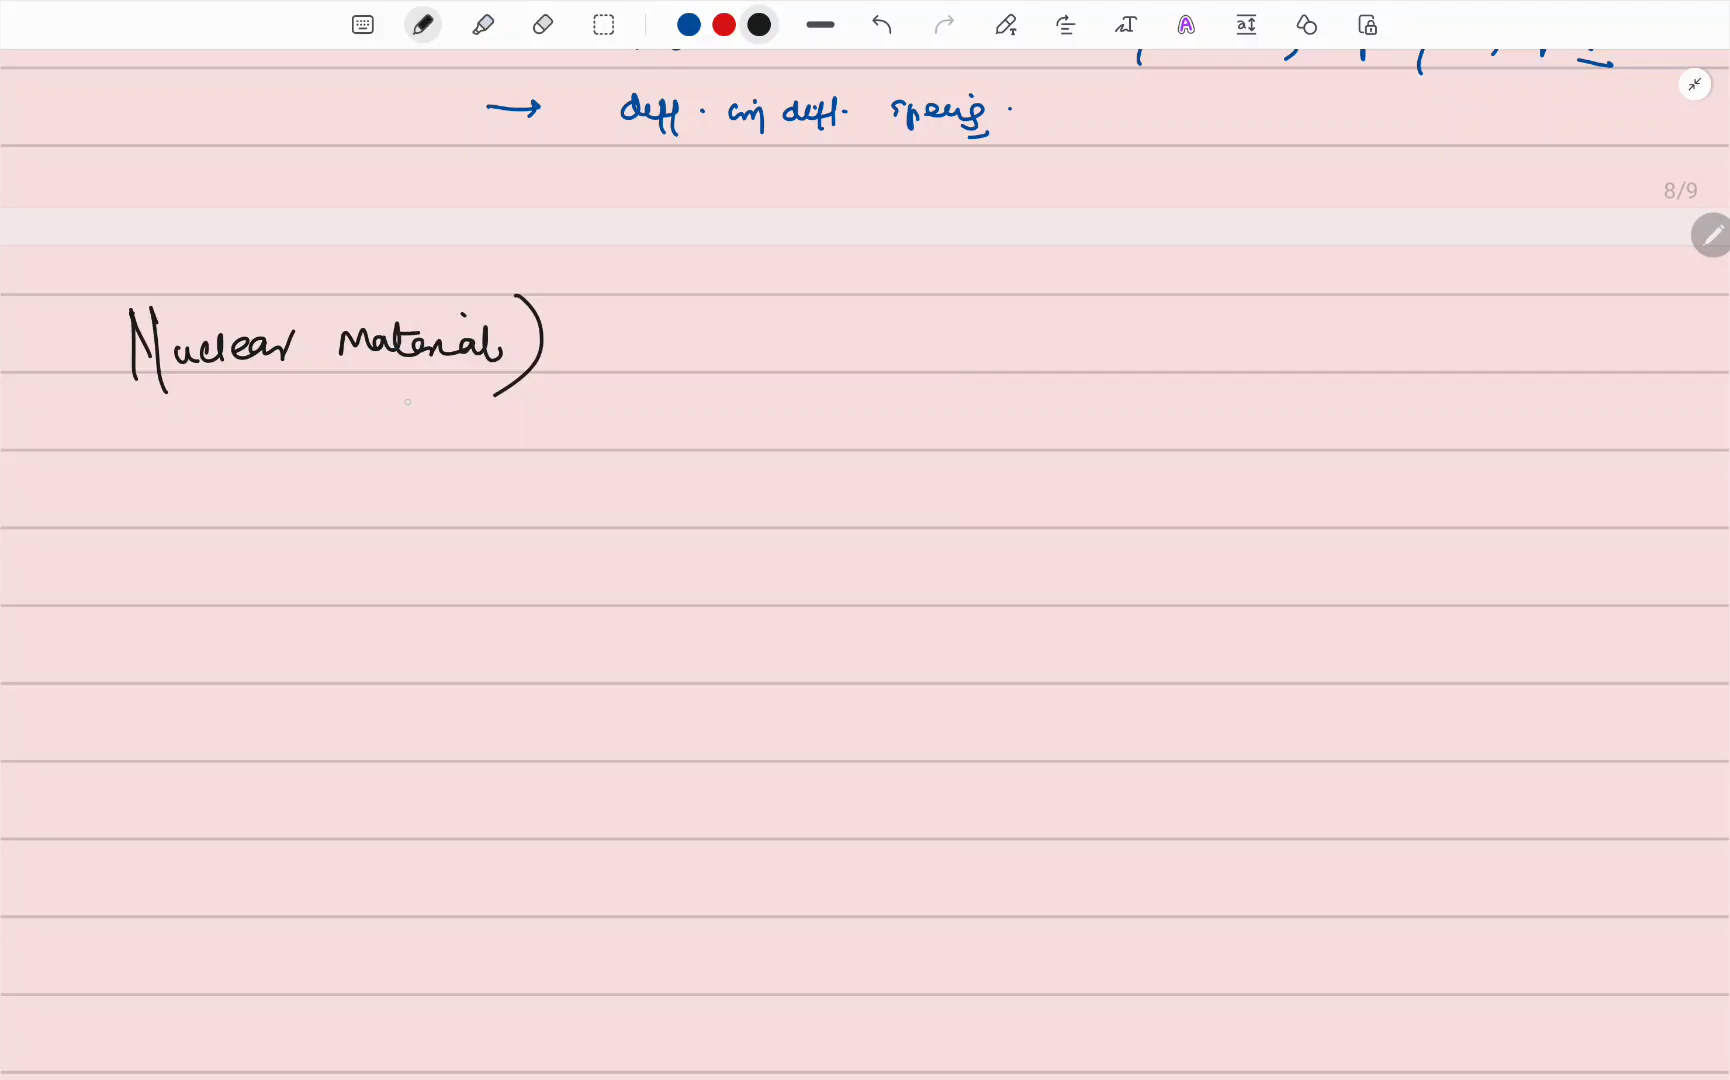 → diff. in diff. species.
8/9
Nuclear Material)